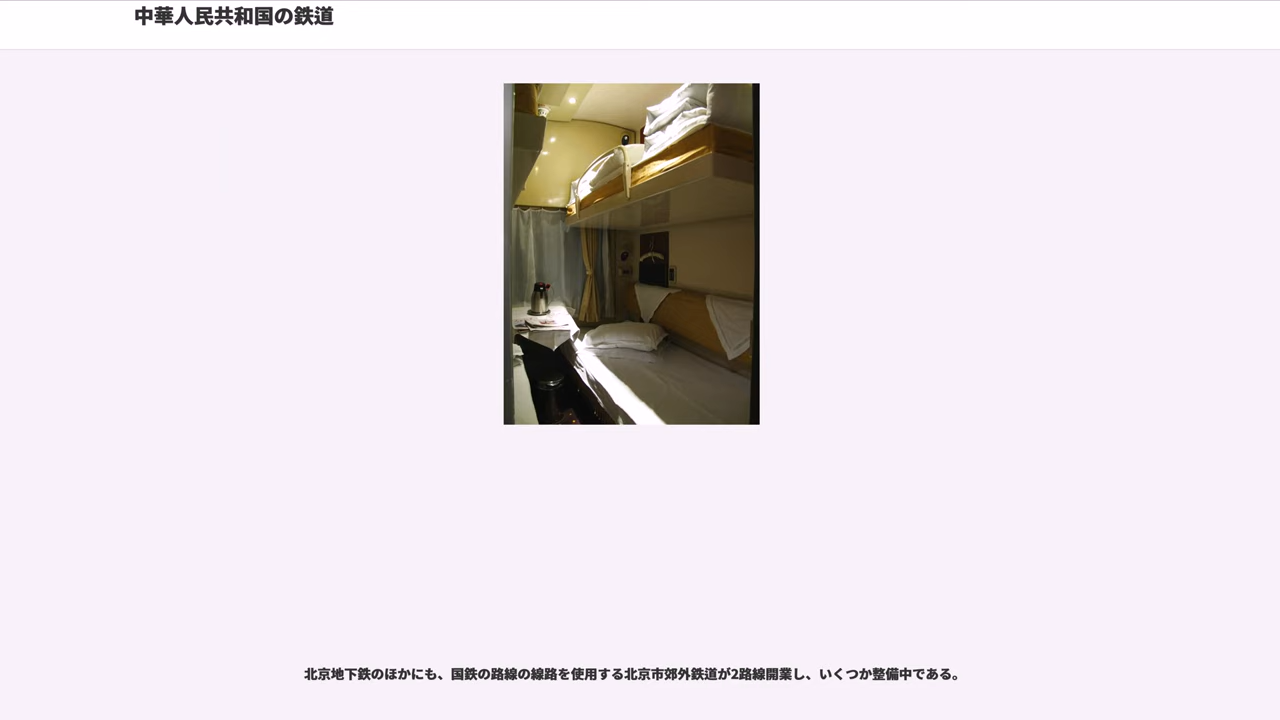 中華人民共和国の鉄道
北京地下鉄のほかにも、国鉄の路線の線路を使用する北京市郊外鉄道が2路線開業し、いくつか整備中である。